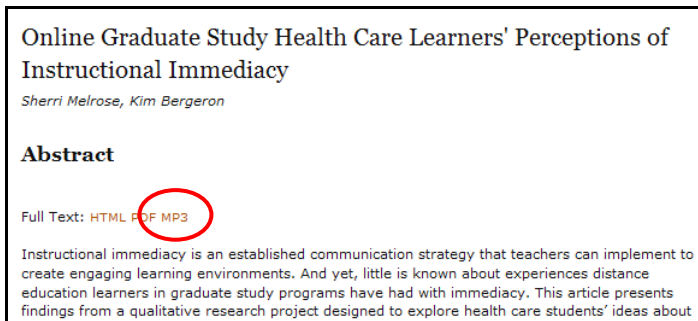 Online Graduate Study Health Care Learners' Perceptions of
Instructional Immediacy
Sherri Melrose, Kim Bergeron
Abstract
Full Text: HTML PDF MP3
Instructional immediacy is an established communication strategy that teachers can implement to
create engaging learning environments. And yet, little is known about experiences distance
education learners in graduate study programs have had with immediacy. This article presents
findings from a qualitative research project designed to explore health care students' ideas about